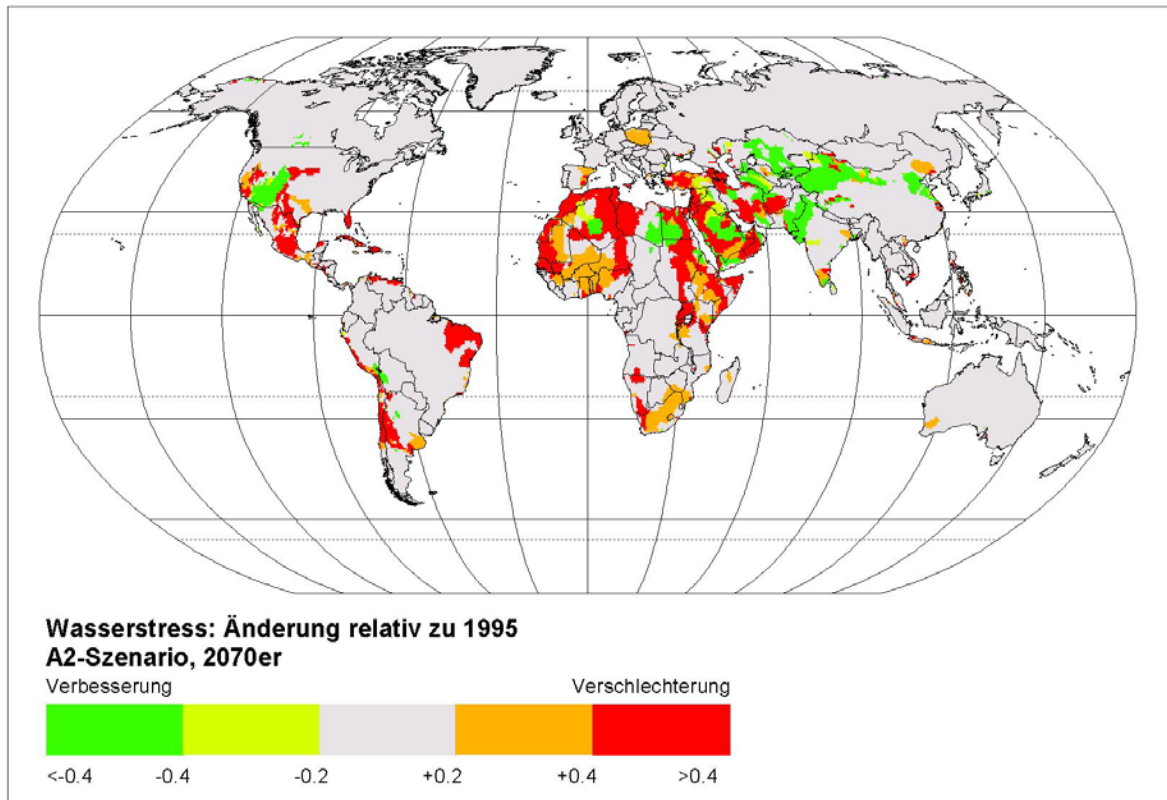 Wasserstress: Änderung relativ zu 1995
A2-Szenario, 2070er
Verbesserung Verschlechterung
<-0.4 -0.4 -0.2 +0.2 +0.4 >0.4